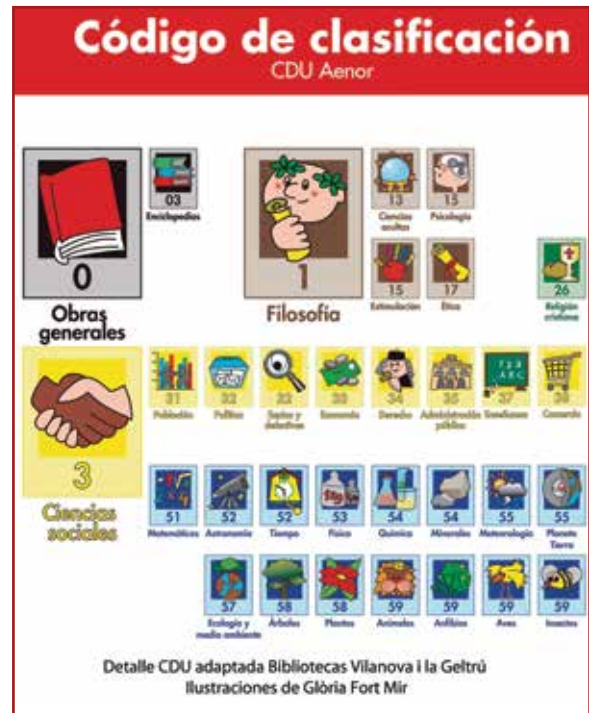 Código de clasificación
CDU Aenor
0
Obras
generales
03
Enciclopedias
1
Filosofía
13
Ciencias
ocultas
15
Psicología
15
Estimulación
17
Ética
26
Religión
cristiana
3
Ciencias
sociales
31
Población
32
Política
32
Espías y
detectives
33
Economía
34
Derecho
35
Administración
pública
37
Enseñanza
38
Comercio
51
Matemáticas
52
Astronomía
52
Tiempo
53
Física
54
Química
54
Minerales
55
Meteorología
55
Planeta
Tierra
57
Ecología y
medio ambiente
58
Árboles
58
Plantas
59
Animales
59
Anfibios
59
Aves
59
Insectos
Detalle CDU adaptada Bibliotecas Vilanova i la Geltrú
Ilustraciones de Glòria Fort Mir